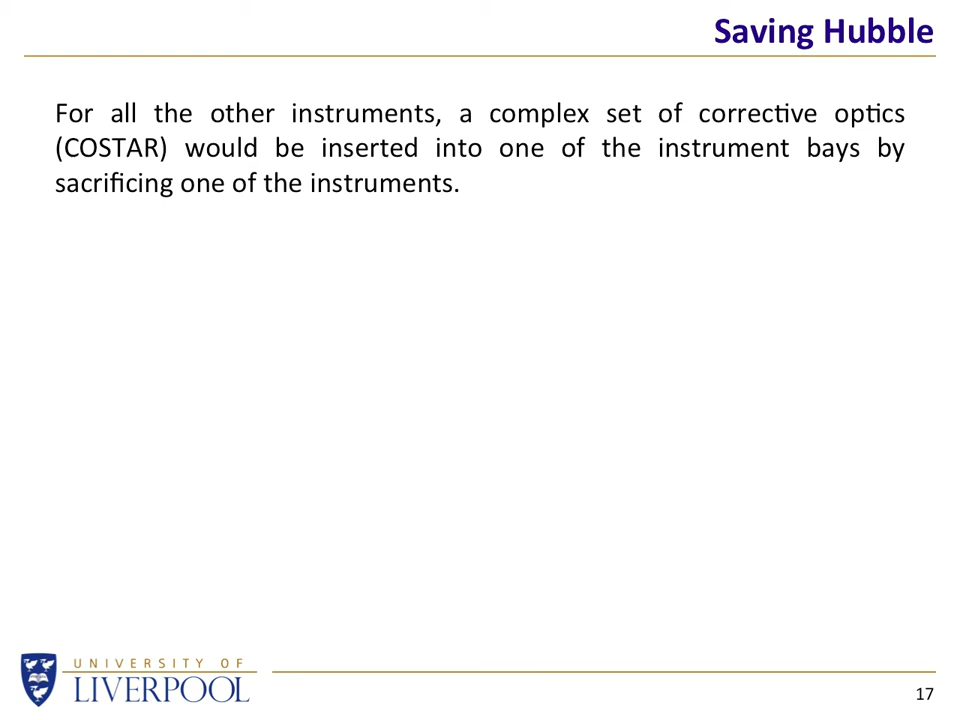 Saving Hubble
For all the other instruments, a complex set of corrective optics
(COSTAR) would be inserted into one of the instrument bays by
sacrificing one of the instruments.
UNIVERSITY OF
LIVERPOOL
17